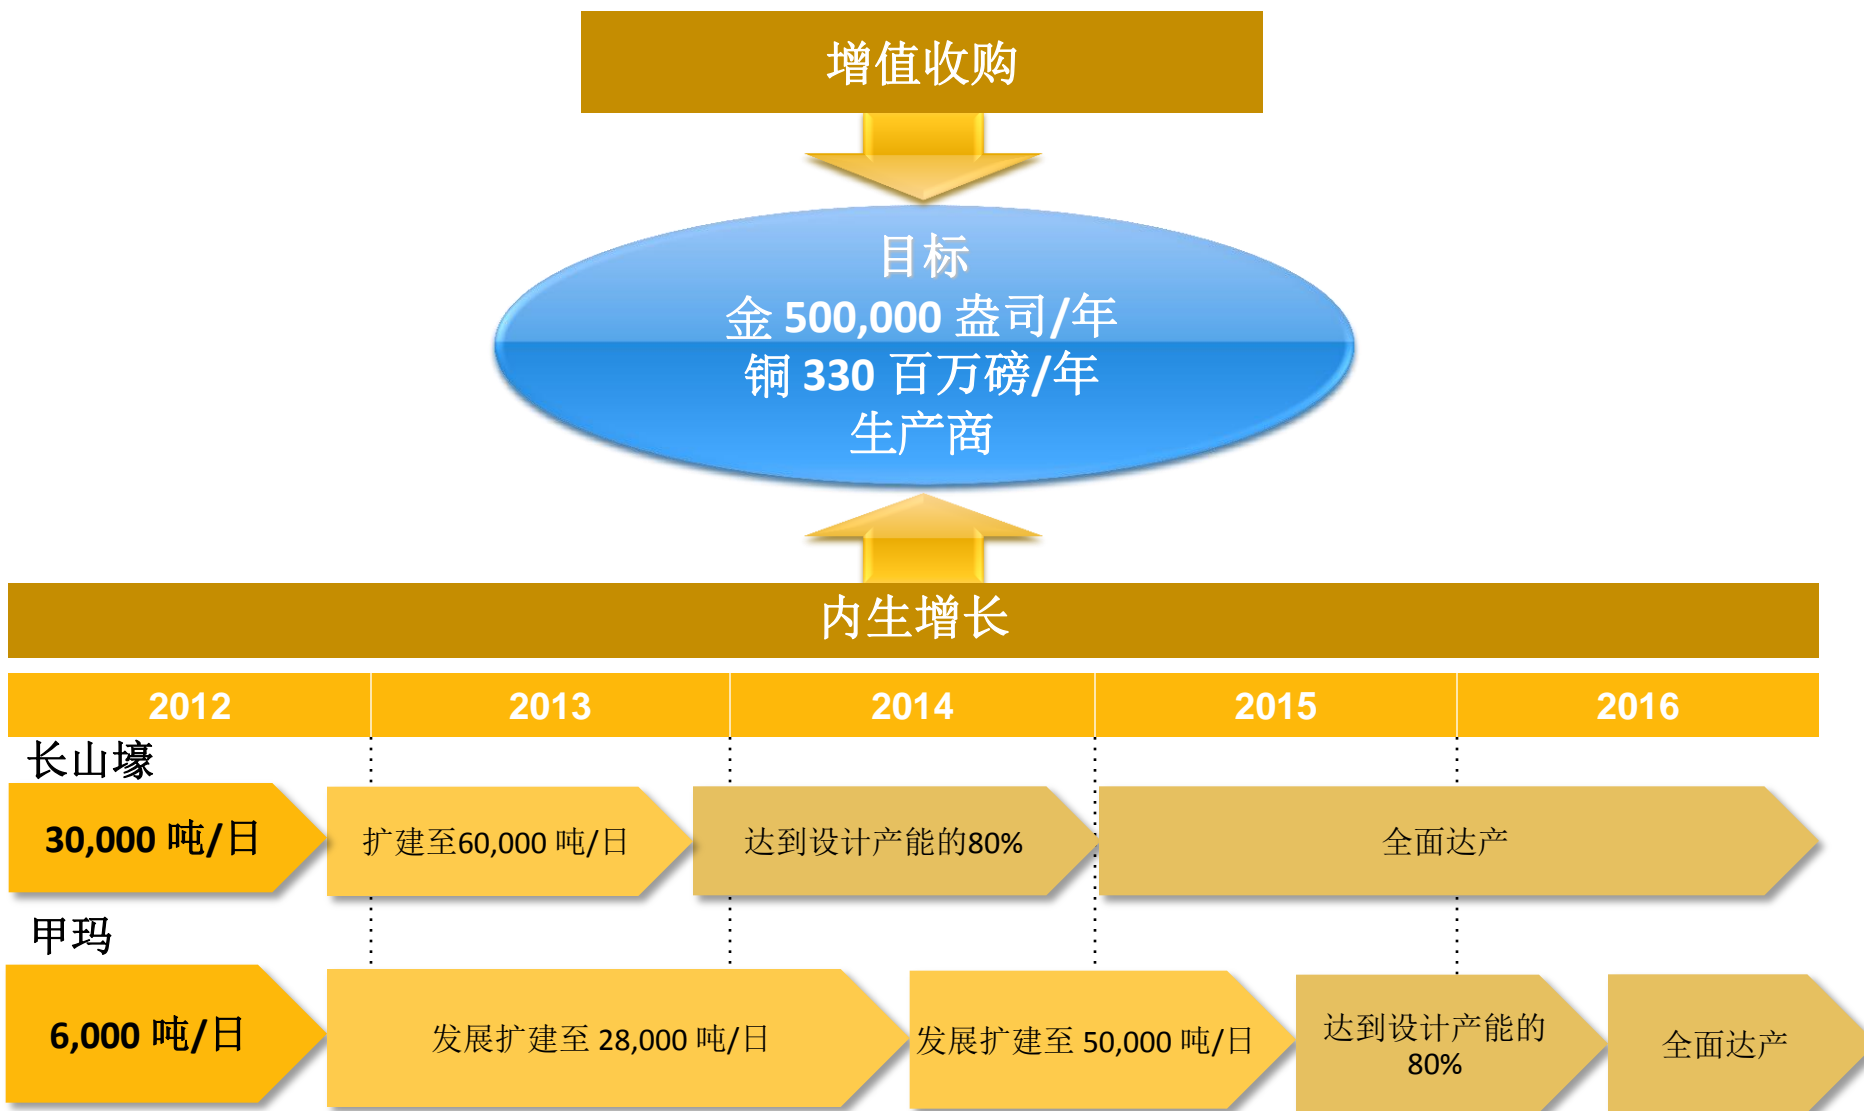 增值收购
目标
金 500,000 盎司/年
铜 330 百万磅/年
生产商
内生增长
2012 2013 2014 2015 2016
长山壕
30,000 吨/日 扩建至60,000 吨/日 达到设计产能的80% 全面达产
甲玛
6,000 吨/日 发展扩建至 28,000 吨/日 发展扩建至 50,000 吨/日 达到设计产能的
80% 全面达产